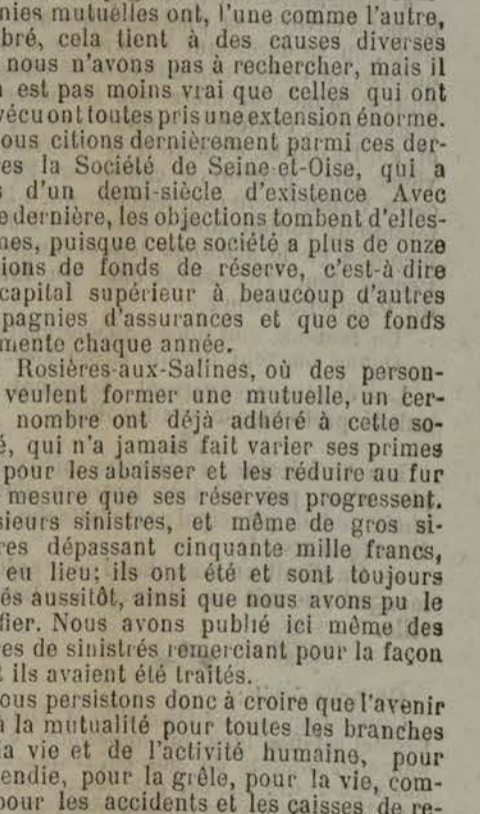 nies mutuelles ont, l'une comme l'autre,
bré, cela tient à des causes diverses
nous n'avons pas à rechercher, mais il
est pas moins vrai que celles qui ont
vécu ont toutes pris une extension énorme.
ous citions dernièrement parmi ces der-
es la Société de Seine-et-Oise, qui a
s d'un demi-siècle d'existence Avec
e dernière, les objections tombent d'elles-
nes, puisque cette société a plus de onze
ions de fonds de réserve, c'est-à dire
capital supérieur à beaucoup d'autres
pagnies d'assurances et que ce fonds
mente chaque année.
Rosières-aux-Salines, où des person-
veulent former une mutuelle, un cer-
nombre ont déjà adhéré à cette so-
é, qui n'a jamais fait varier ses primes
pour les abaisser et les réduire au fur
mesure que ses réserves progressent.
sieurs sinistres, et même de gros si-
res dépassant cinquante mille francs,
eu lieu; ils ont été et sont toujours
és aussitôt, ainsi que nous avons pu le
fier. Nous avons publié ici même des
es de sinistrés remerciant pour la façon
t ils avaient été traités.
ous persistons donc à croire que l'avenir
à la mutualité pour toutes les branches
la vie et de l'activité humaine, pour
endie, pour la grêle, pour la vie, com-
pour les accidents et les caisses de re-